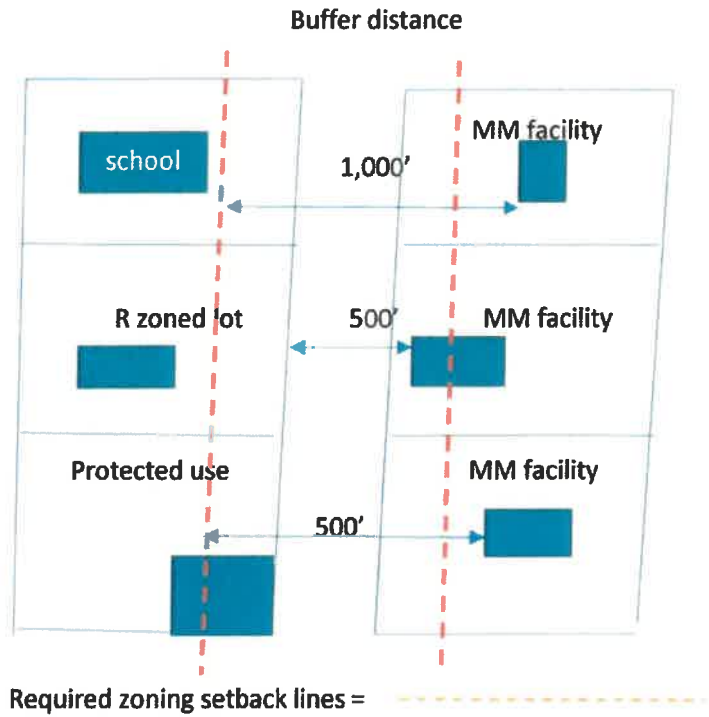 Buffer distance
MM facility
school
1,000’
R zoned lot
500’
MM facility
Protected use
MM facility
500’
Required zoning setback lines =